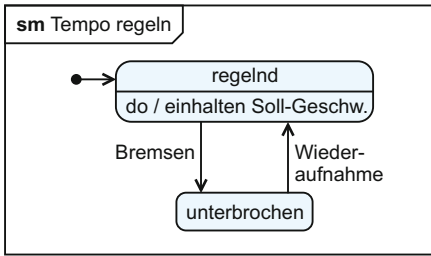 sm Tempo regeln
regelnd
do / einhalten Soll-Geschw.
Bremsen
Wieder-
aufnahme
unterbrochen